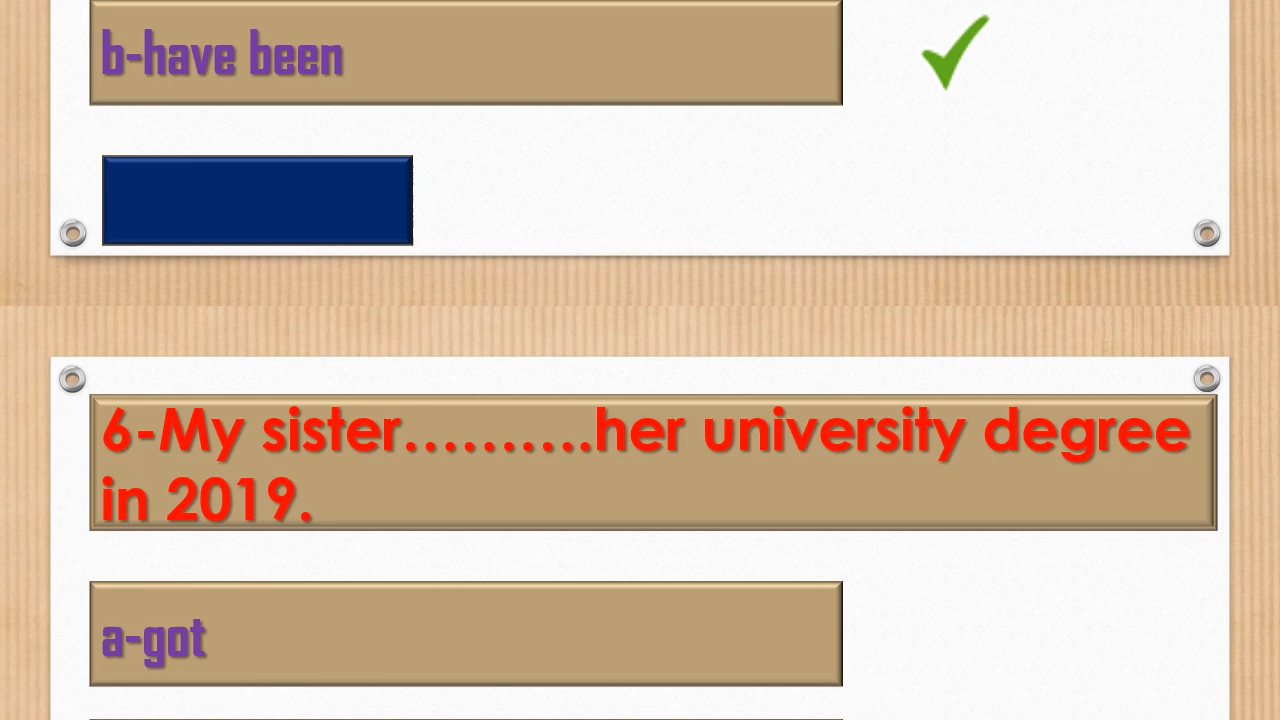 b-have been
6-My sister..........her university degree
in 2019.
a-got